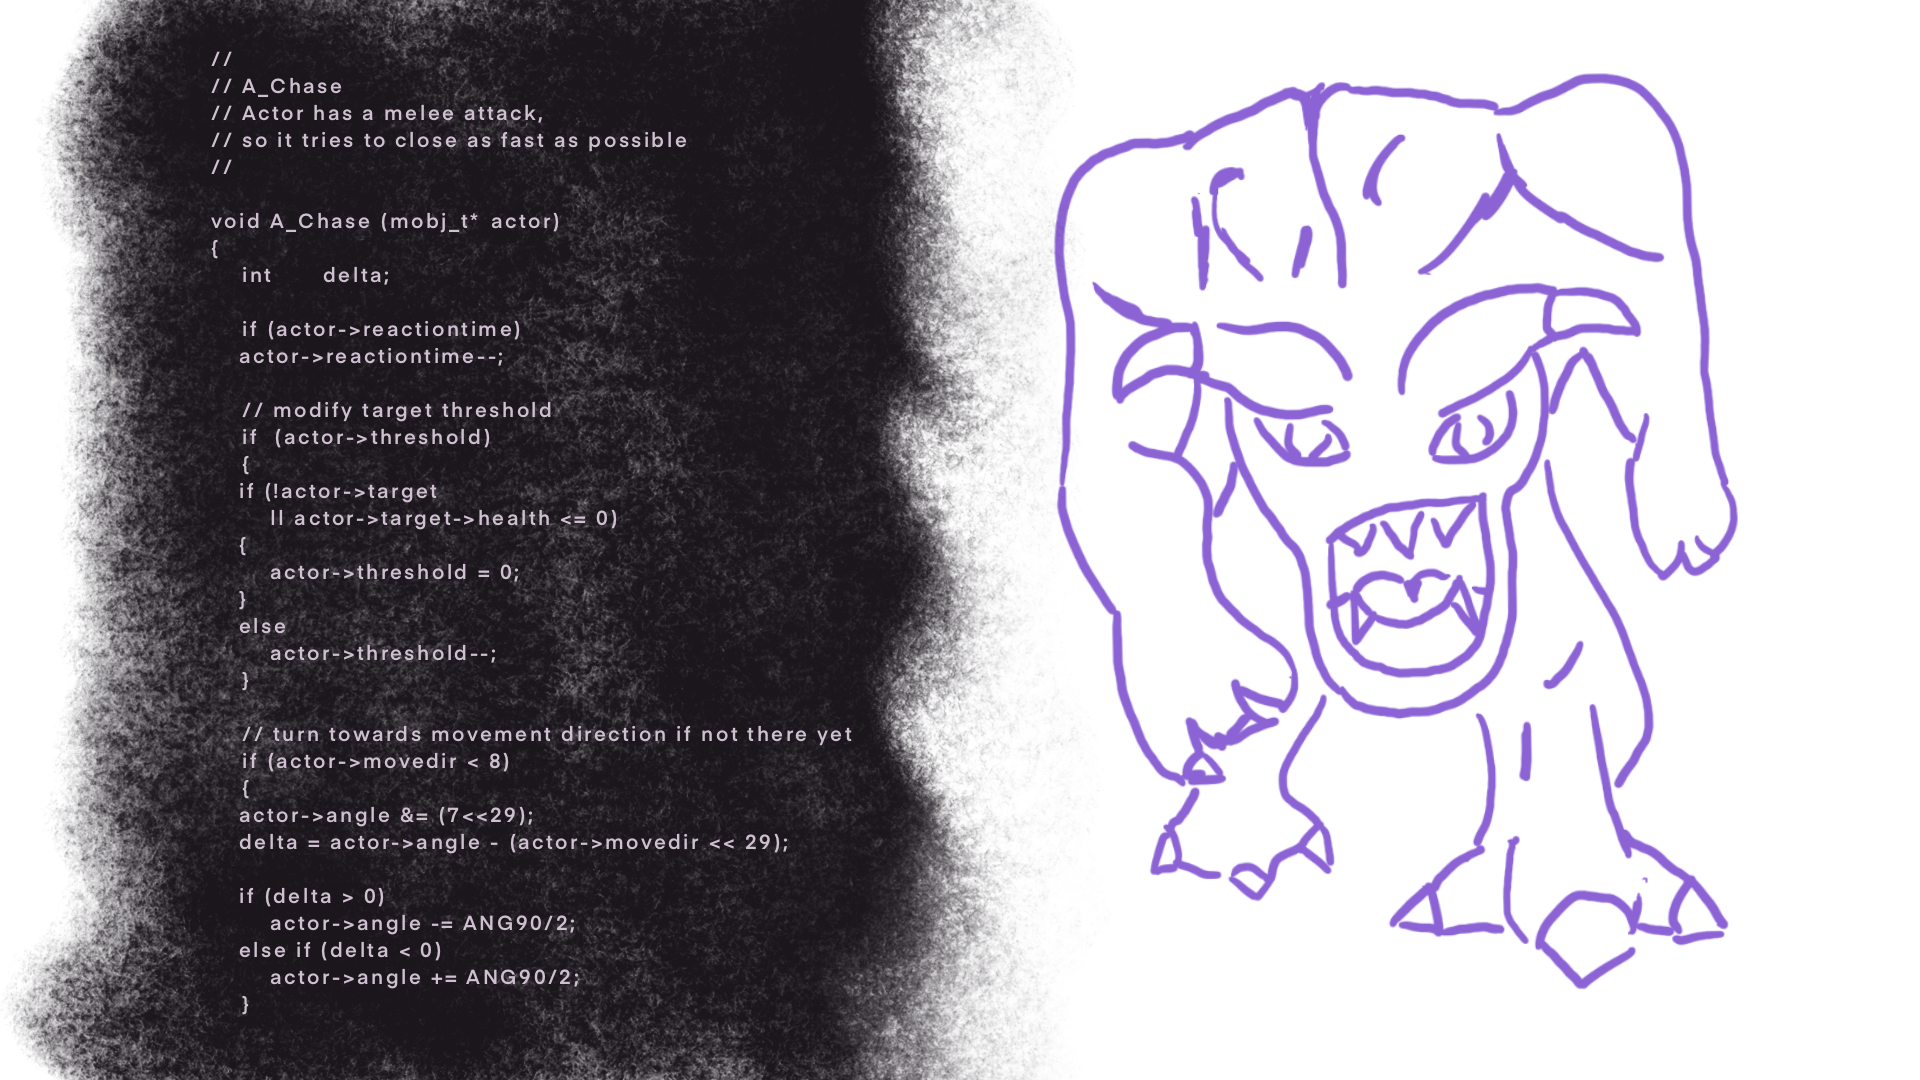 //
// A_Chase
// Actor has a melee attack,
// so it tries to close as fast as possible
//
void A_Chase (mobj_t* actor)
{
int delta;
if (actor->reactiontime)
actor->reactiontime--;
// modify target threshold
if (actor->threshold)
{
if (!actor->target
|| actor->target->health <= 0)
{
actor->threshold = 0;
}
else
actor->threshold--;
}
// turn towards movement direction if not there yet
if (actor->movedir < 8)
{
actor->angle &= (7<<29);
delta = actor->angle - (actor->movedir << 29);
if (delta > 0)
actor->angle -= ANG90/2;
else if (delta < 0)
actor->angle += ANG90/2;
}